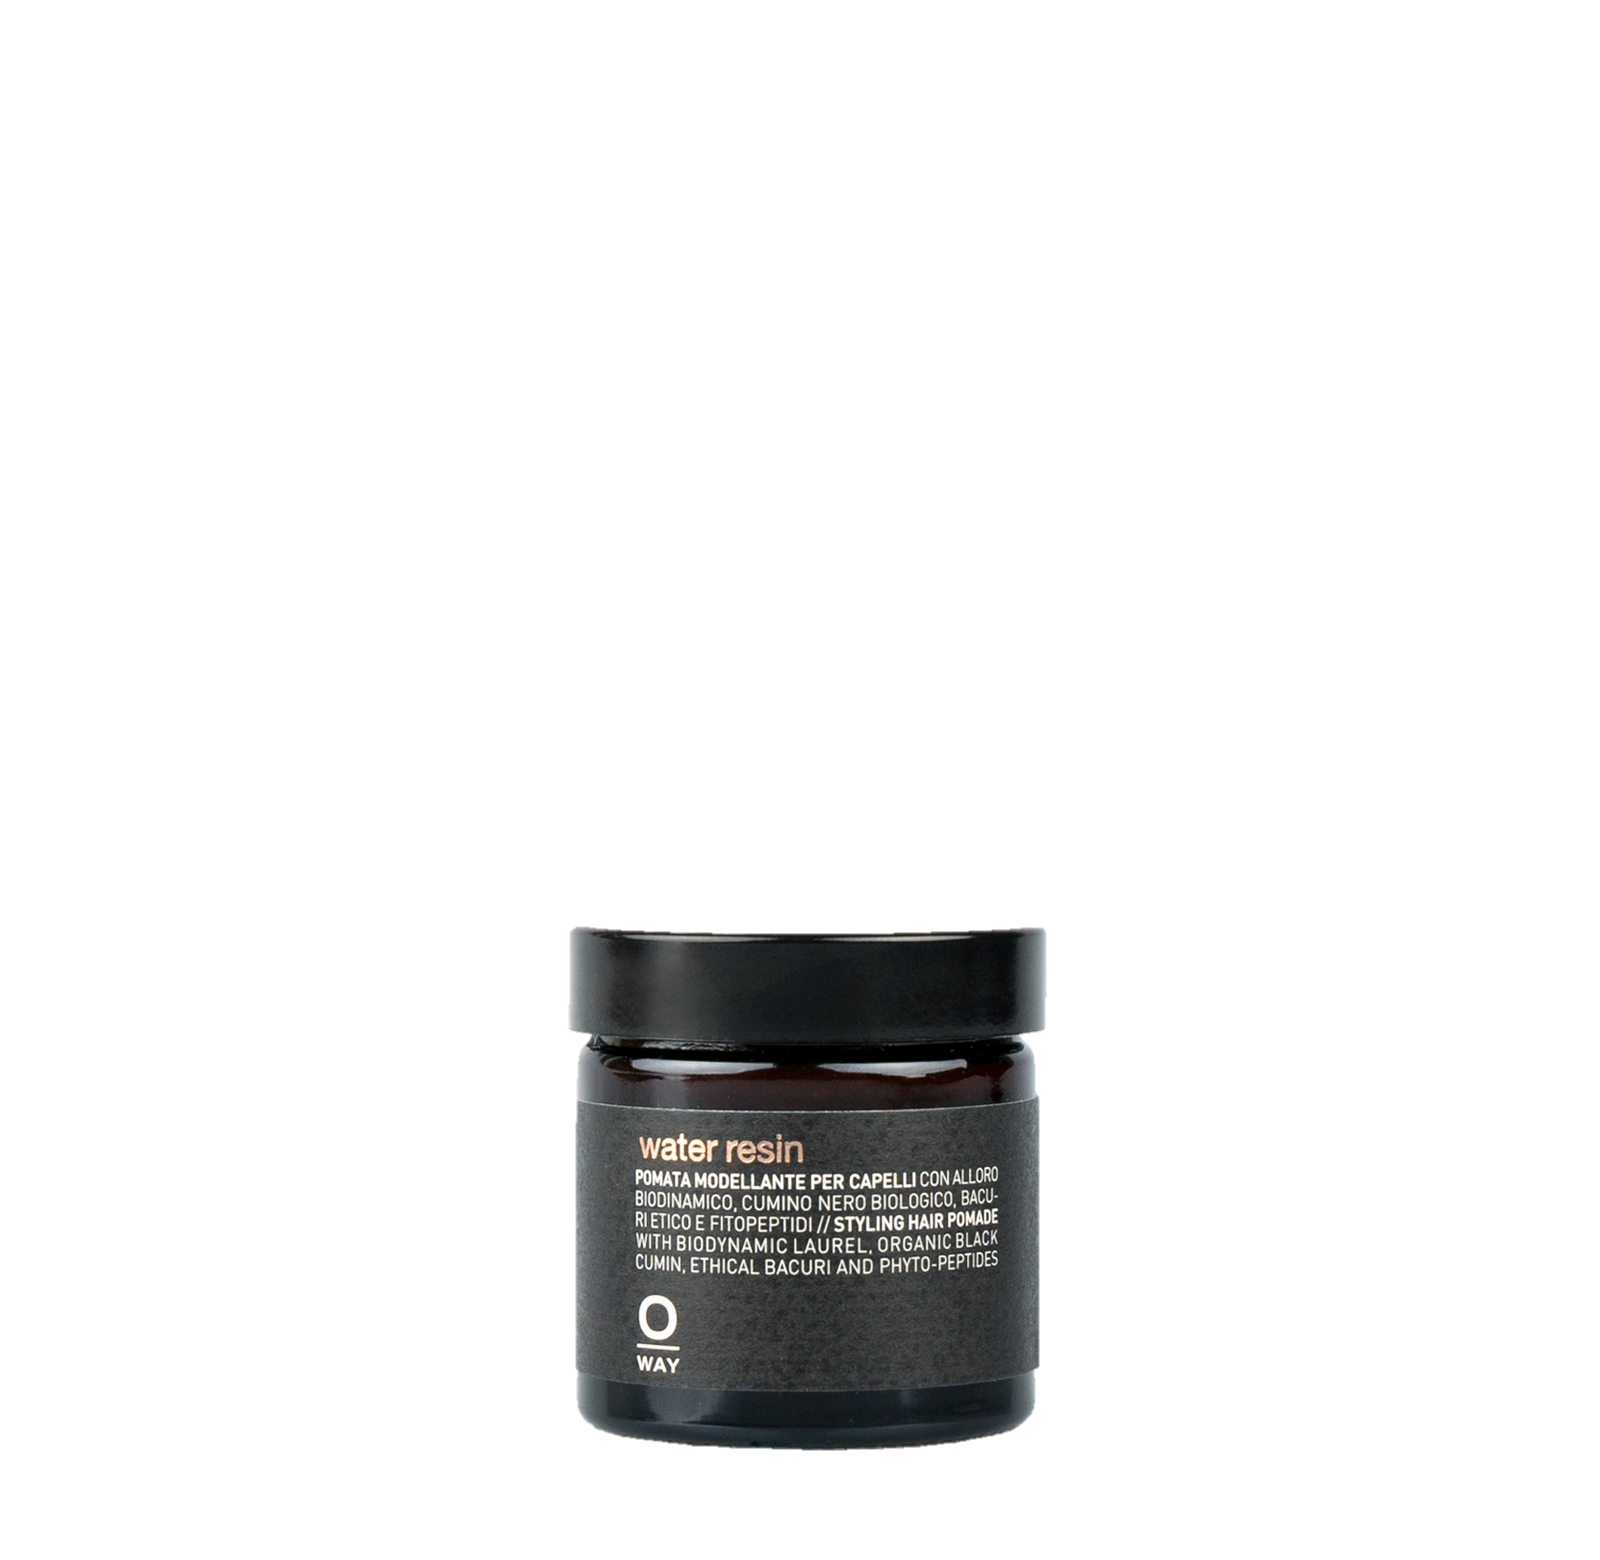 water resin
POMATA MODELLANTE PER CAPELLI CON ALLORO
BIODINAMICO, CUMINO NERO BIOLOGICO, BACU-
RI ETICO E FITOPEPTIDI // STYLING HAIR POMADE
WITH BIODYNAMIC LAUREL, ORGANIC BLACK
CUMIN, ETHICAL BACURI AND PHYTO-PEPTIDES
O
WAY